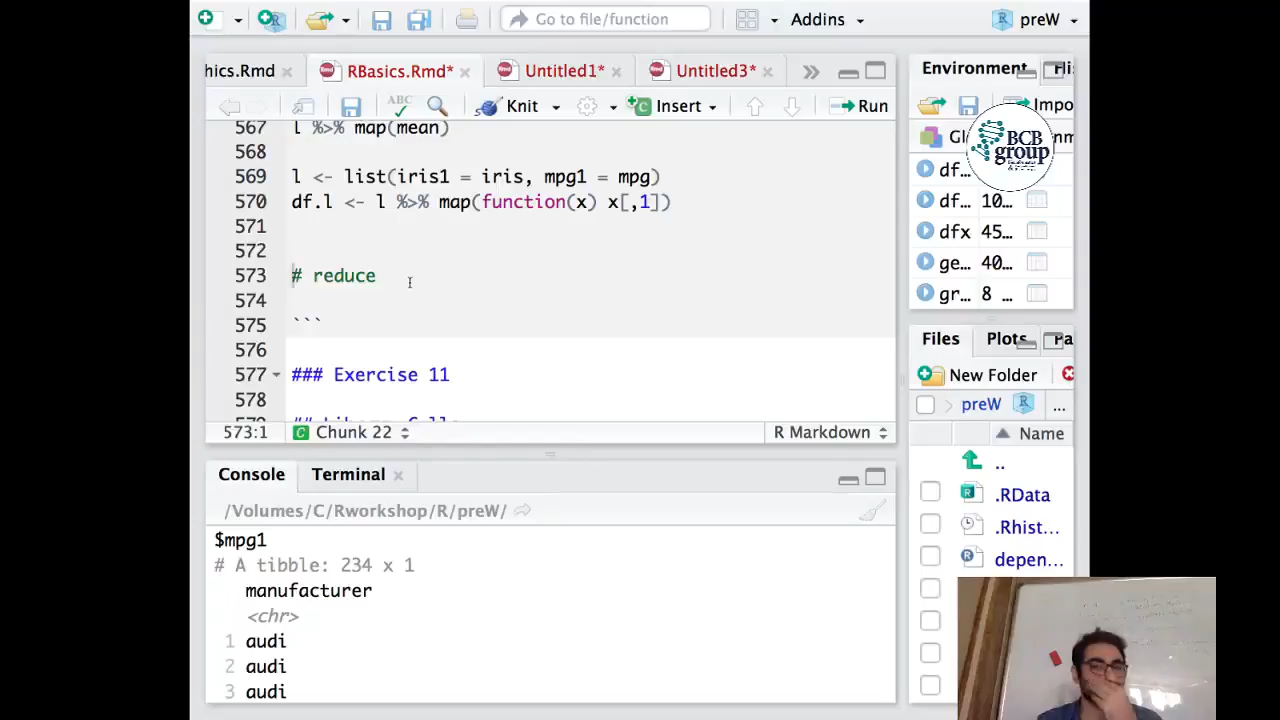 Go to file/function
Addins
preW
hics.Rmd
RBasics.Rmd*
Untitled1*
Untitled3*
ABC
Knit
Insert
Run
567 l %>% map(mean)
568
569 l <- list(iris1 = iris, mpg1 = mpg)
570 df.l <- l %>% map(function(x) x[,1])
571
572
573 # reduce
574
575 ```
576
577 ### Exercise 11
578
573:1
Chunk 22
R Markdown
Console
Terminal
/Volumes/C/Rworkshop/R/preW/
$mpg1
# A tibble: 234 x 1
manufacturer
<chr>
1 audi
2 audi
3 audi
Environment
Impo
BCB
group
df…
df… 10…
dfx 45…
ge… 40…
gr… 8 …
Files
Plots
New Folder
preW
...
Name
..
.RData
.Rhist…
depen…